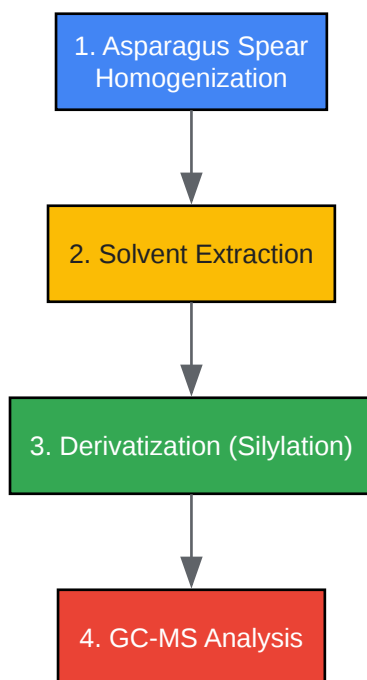 1. Asparagus Spear
Homogenization
2. Solvent Extraction
3. Derivatization (Silylation)
4. GC-MS Analysis